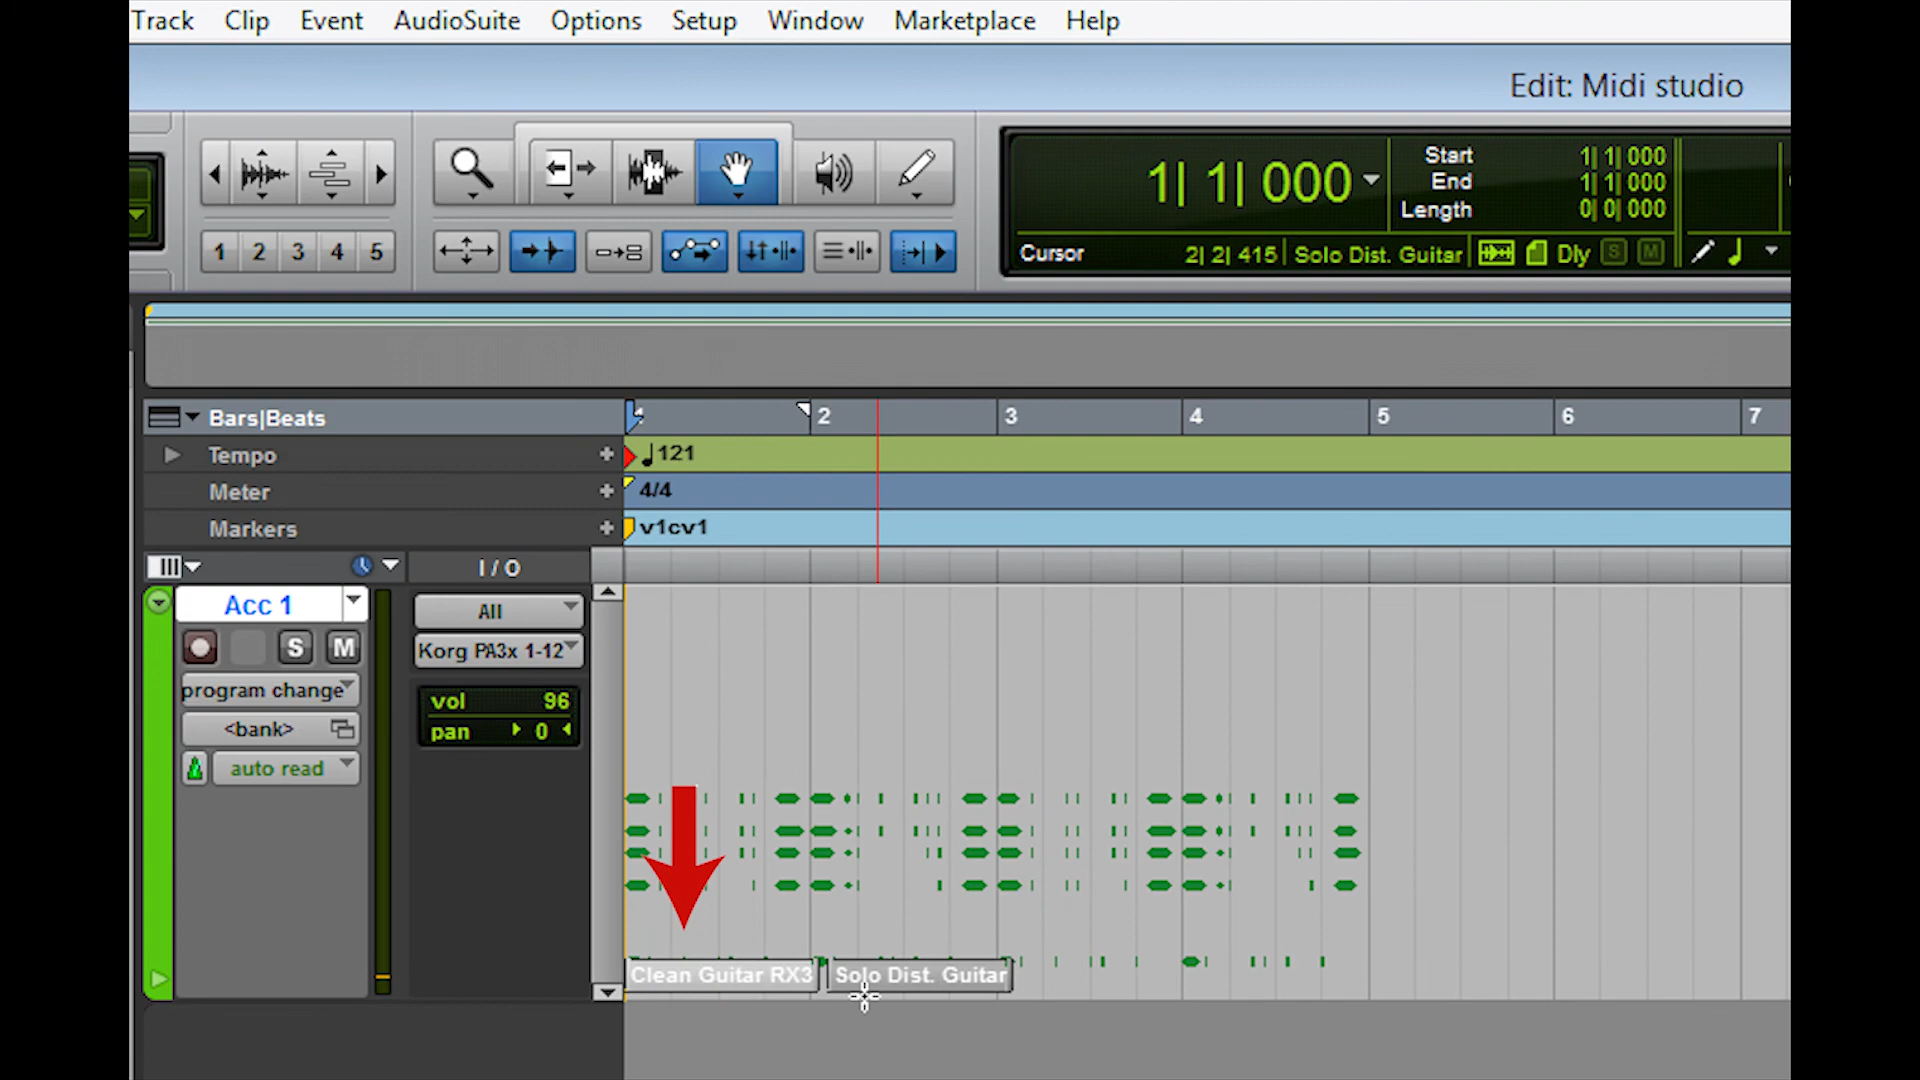 Track Clip Event AudioSuite Options Setup Window Marketplace Help
Edit: Midi studio
1| 1| 000
Start 1| 1| 000
End 1| 1| 000
Length 0| 0| 000
1 2 3 4 5
Cursor 2| 2| 415 Solo Dist. Guitar Dly S M
Bars|Beats 2 3 4 5 6 7
Tempo 121
Meter 4/4
Markers v1cv1
I / O
Acc 1 All
S M Korg PA3x 1-12
program change vol 96
<bank> pan 0
auto read
Clean Guitar RX3 Solo Dist. Guitar